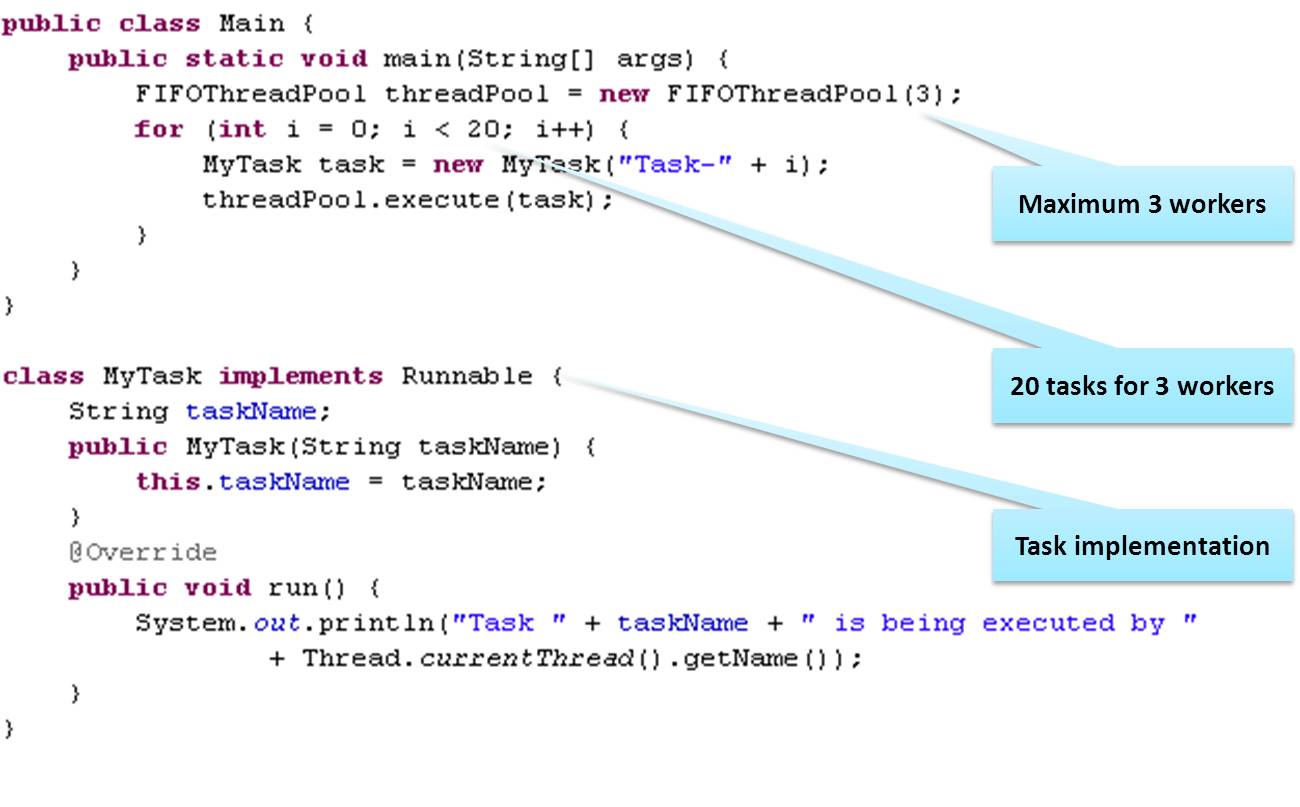 public class Main {
    public static void main(String[] args) {
        FIFOThreadPool threadPool = new FIFOThreadPool(3);
        for (int i = 0; i < 20; i++) {
            MyTask task = new MyTask("Task-" + i);
            threadPool.execute(task);
        }
    }
}
Maximum 3 workers
20 tasks for 3 workers
class MyTask implements Runnable {
    String taskName;
    public MyTask(String taskName) {
        this.taskName = taskName;
    }
    @Override
    public void run() {
        System.out.println("Task " + taskName + " is being executed by "
                + Thread.currentThread().getName());
    }
}
Task implementation